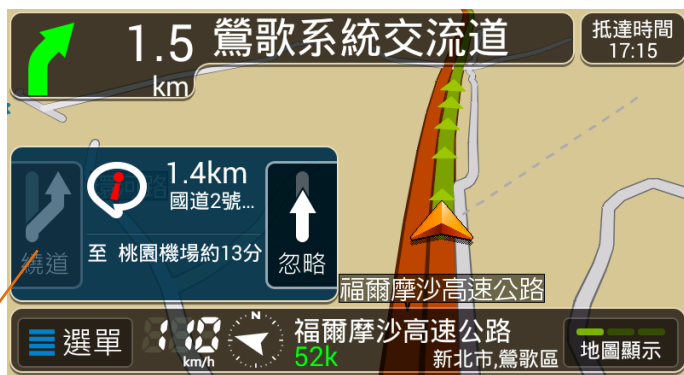 1.5
km
鶯歌系統交流道
抵達時間
17:15
繞道
1.4km
國道2號...
至 桃園機場約13分
忽略
福爾摩沙高速公路
選單
110
km/h
N
福爾摩沙高速公路
52k
新北市,鶯歌區
地圖顯示